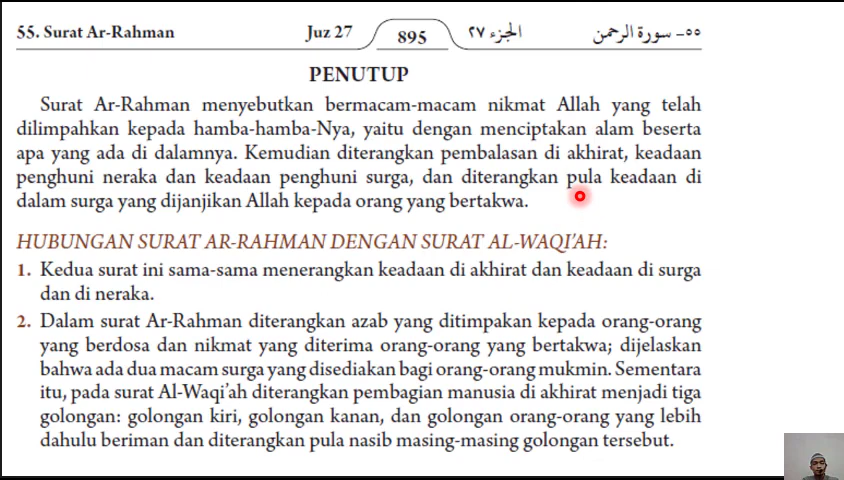 55. Surat Ar-Rahman Juz 27 895 الجزء ٢٧ ٥٥- سورة الرحمن
PENUTUP
Surat Ar-Rahman menyebutkan bermacam-macam nikmat Allah yang telah
dilimpahkan kepada hamba-hamba-Nya, yaitu dengan menciptakan alam beserta
apa yang ada di dalamnya. Kemudian diterangkan pembalasan di akhirat, keadaan
penghuni neraka dan keadaan penghuni surga, dan diterangkan pula keadaan di
dalam surga yang dijanjikan Allah kepada orang yang bertakwa.
HUBUNGAN SURAT AR-RAHMAN DENGAN SURAT AL-WAQI'AH:
1. Kedua surat ini sama-sama menerangkan keadaan di akhirat dan keadaan di surga
dan di neraka.
2. Dalam surat Ar-Rahman diterangkan azab yang ditimpakan kepada orang-orang
yang berdosa dan nikmat yang diterima orang-orang yang bertakwa; dijelaskan
bahwa ada dua macam surga yang disediakan bagi orang-orang mukmin. Sementara
itu, pada surat Al-Waqi'ah diterangkan pembagian manusia di akhirat menjadi tiga
golongan: golongan kiri, golongan kanan, dan golongan orang-orang yang lebih
dahulu beriman dan diterangkan pula nasib masing-masing golongan tersebut.